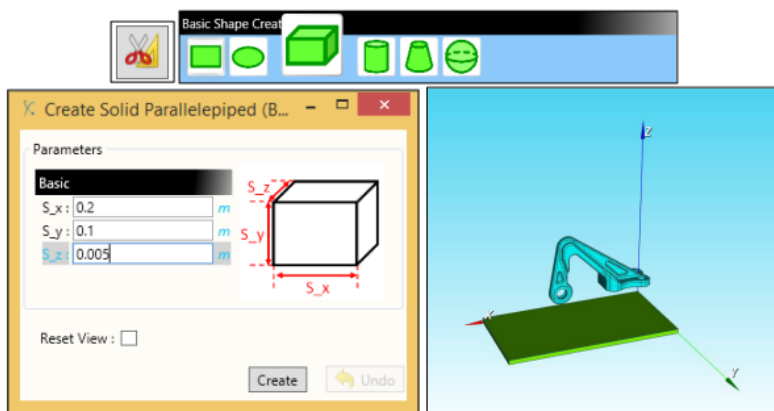 Basic Shape Creat
Create Solid Parallelepiped (B...
Parameters
Basic
S_x : 0.2 m
S_y : 0.1 m
S_z : 0.005 m
S_z
S_y
S_x
Reset View :
Create
Undo
Z
X
Y